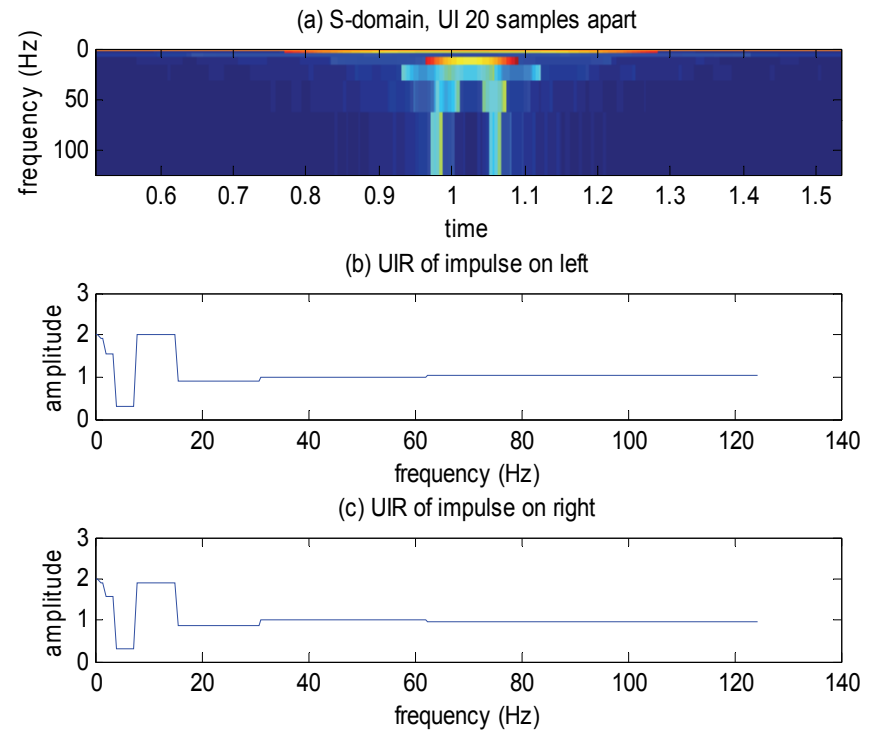 (a) S-domain, UI 20 samples apart
frequency (Hz)
0
50
100
0.6 0.7 0.8 0.9 1 1.1 1.2 1.3 1.4 1.5
time
(b) UIR of impulse on left
amplitude
3
2
1
0
0 20 40 60 80 100 120 140
frequency (Hz)
(c) UIR of impulse on right
amplitude
3
2
1
0
0 20 40 60 80 100 120 140
frequency (Hz)